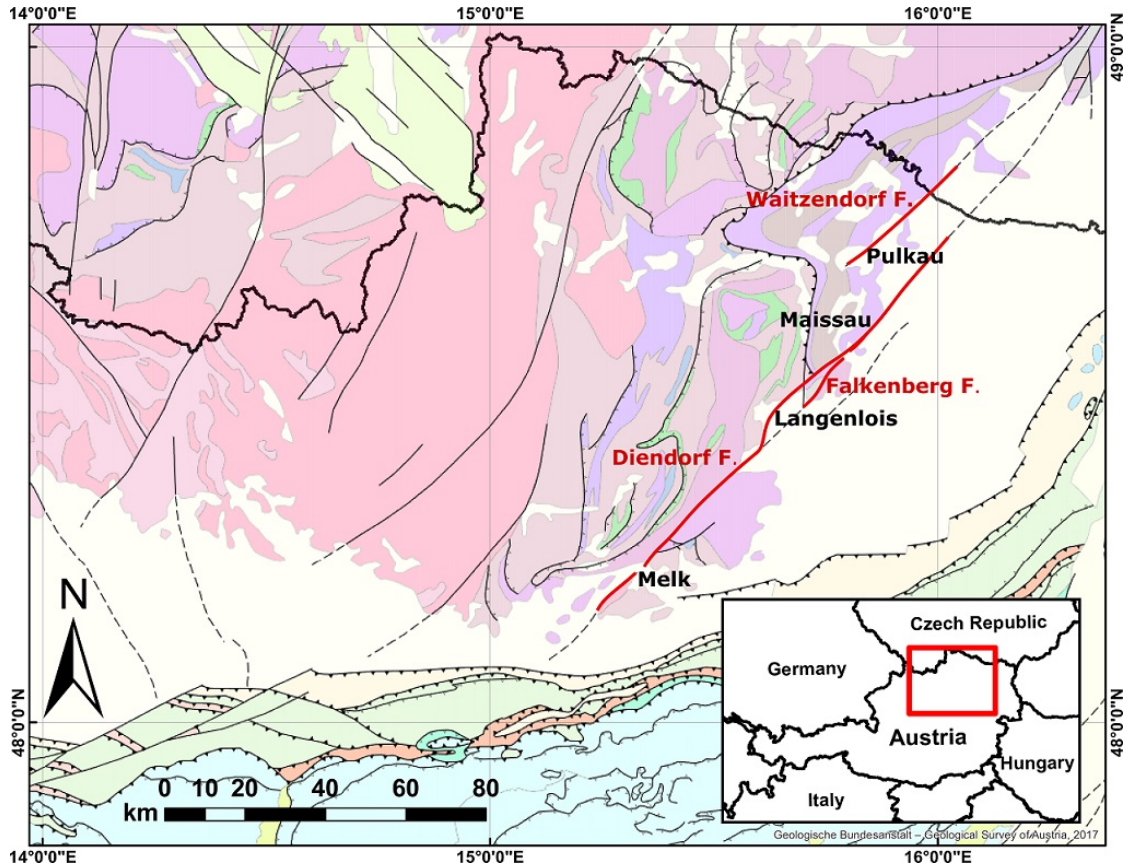 14°0'0"E
15°0'0"E
16°0'0"E
49°0'0"N
Waitzendorf F.
Pulkau
Maissau
Falkenberg F.
Langenlois
Diendorf F.
Melk
N
48°0'0"N
48°0'0"N
0 10 20 40 60 80
km
Czech Republic
Germany
Austria
Hungary
Italy
Geologische Bundesanstalt – Geological Survey of Austria, 2017
14°0'0"E
15°0'0"E
16°0'0"E